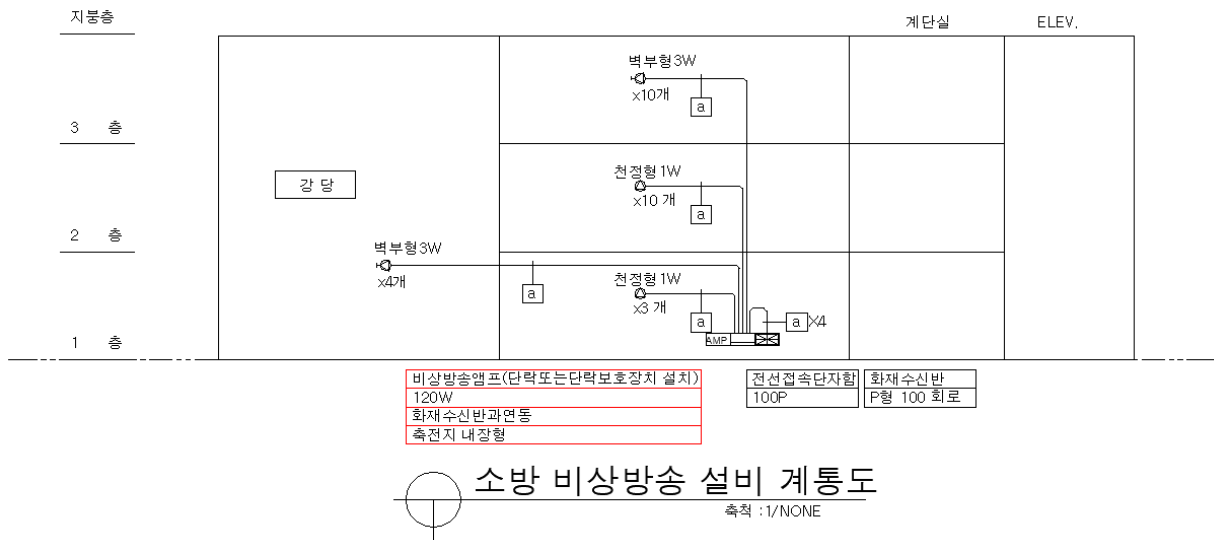 지붕층
계단실
ELEV.
벽부형3W
x10개
a
3 층
천정형1W
강 당
x10 개
a
2 층
벽부형3W
x4개
천정형1W
a
x3 개
a
a X4
AMP
1 층
비상방송앰프(단락또는단락보호장치 설치)
120W
화재수신반과연동
축전지 내장형
전선접속단자함
100P
화재수신반
P형 100 회로
소방 비상방송 설비 계통도
축척 :1/NONE